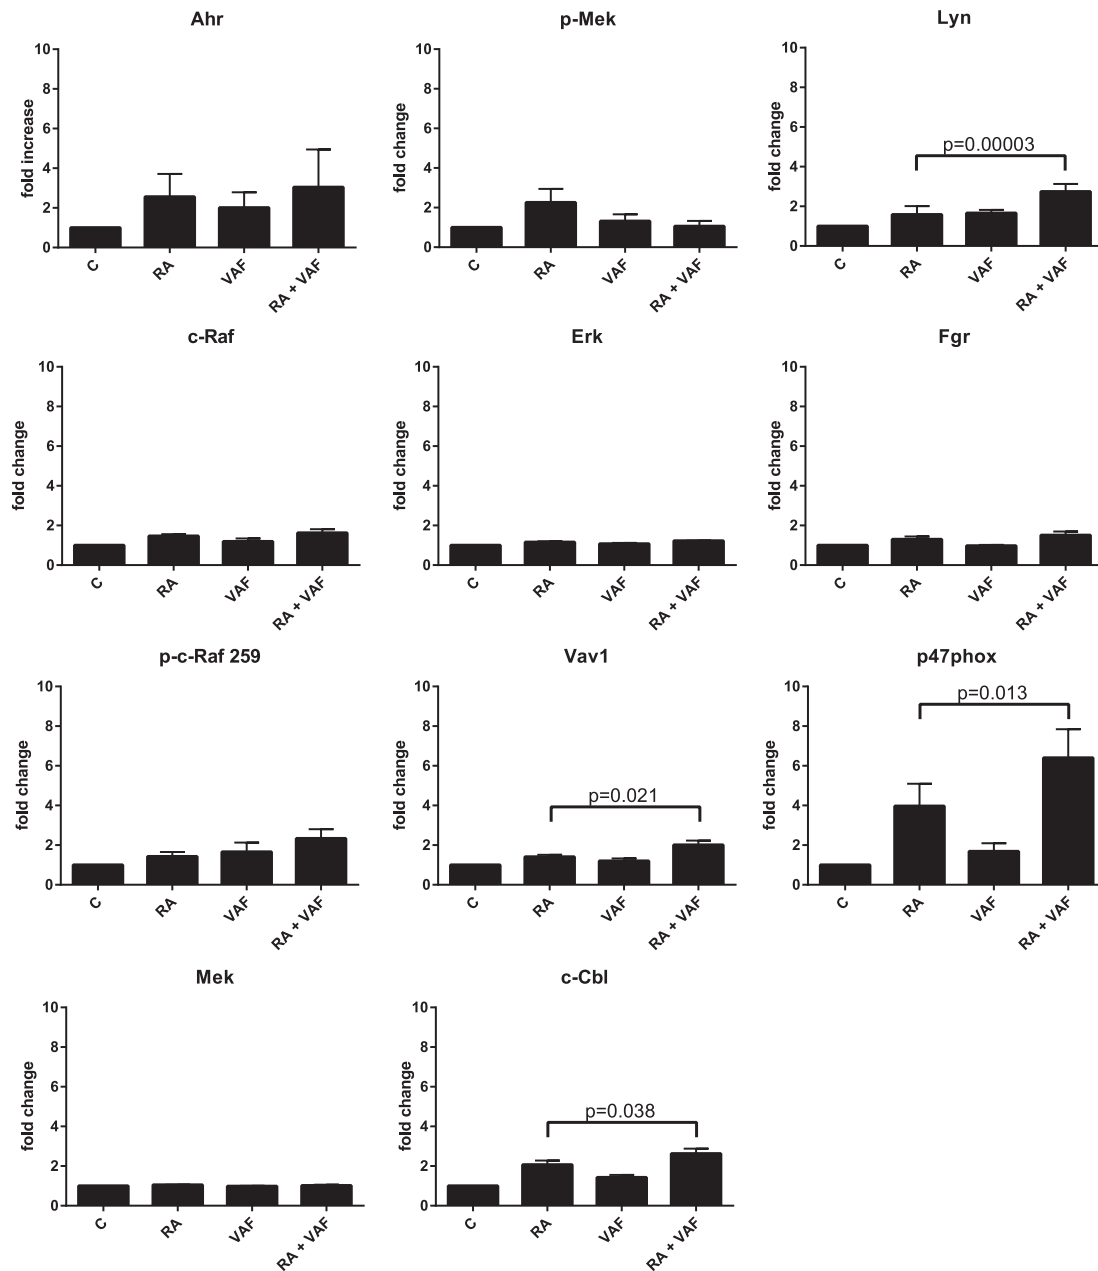 Ahr
fold increase
10
8
6
4
2
0
C
RA
VAF
RA + VAF
p-Mek
fold change
10
8
6
4
2
0
C
RA
VAF
RA + VAF
Lyn
fold change
10
8
6
4
2
0
p=0.00003
C
RA
VAF
RA + VAF
c-Raf
fold change
10
8
6
4
2
0
C
RA
VAF
RA + VAF
Erk
fold change
10
8
6
4
2
0
C
RA
VAF
RA + VAF
Fgr
fold change
10
8
6
4
2
0
C
RA
VAF
RA + VAF
p-c-Raf 259
fold change
10
8
6
4
2
0
C
RA
VAF
RA + VAF
Vav1
fold change
10
8
6
4
2
0
p=0.021
C
RA
VAF
RA + VAF
p47phox
fold change
10
8
6
4
2
0
p=0.013
C
RA
VAF
RA + VAF
Mek
fold change
10
8
6
4
2
0
C
RA
VAF
RA + VAF
c-Cbl
fold change
10
8
6
4
2
0
p=0.038
C
RA
VAF
RA + VAF